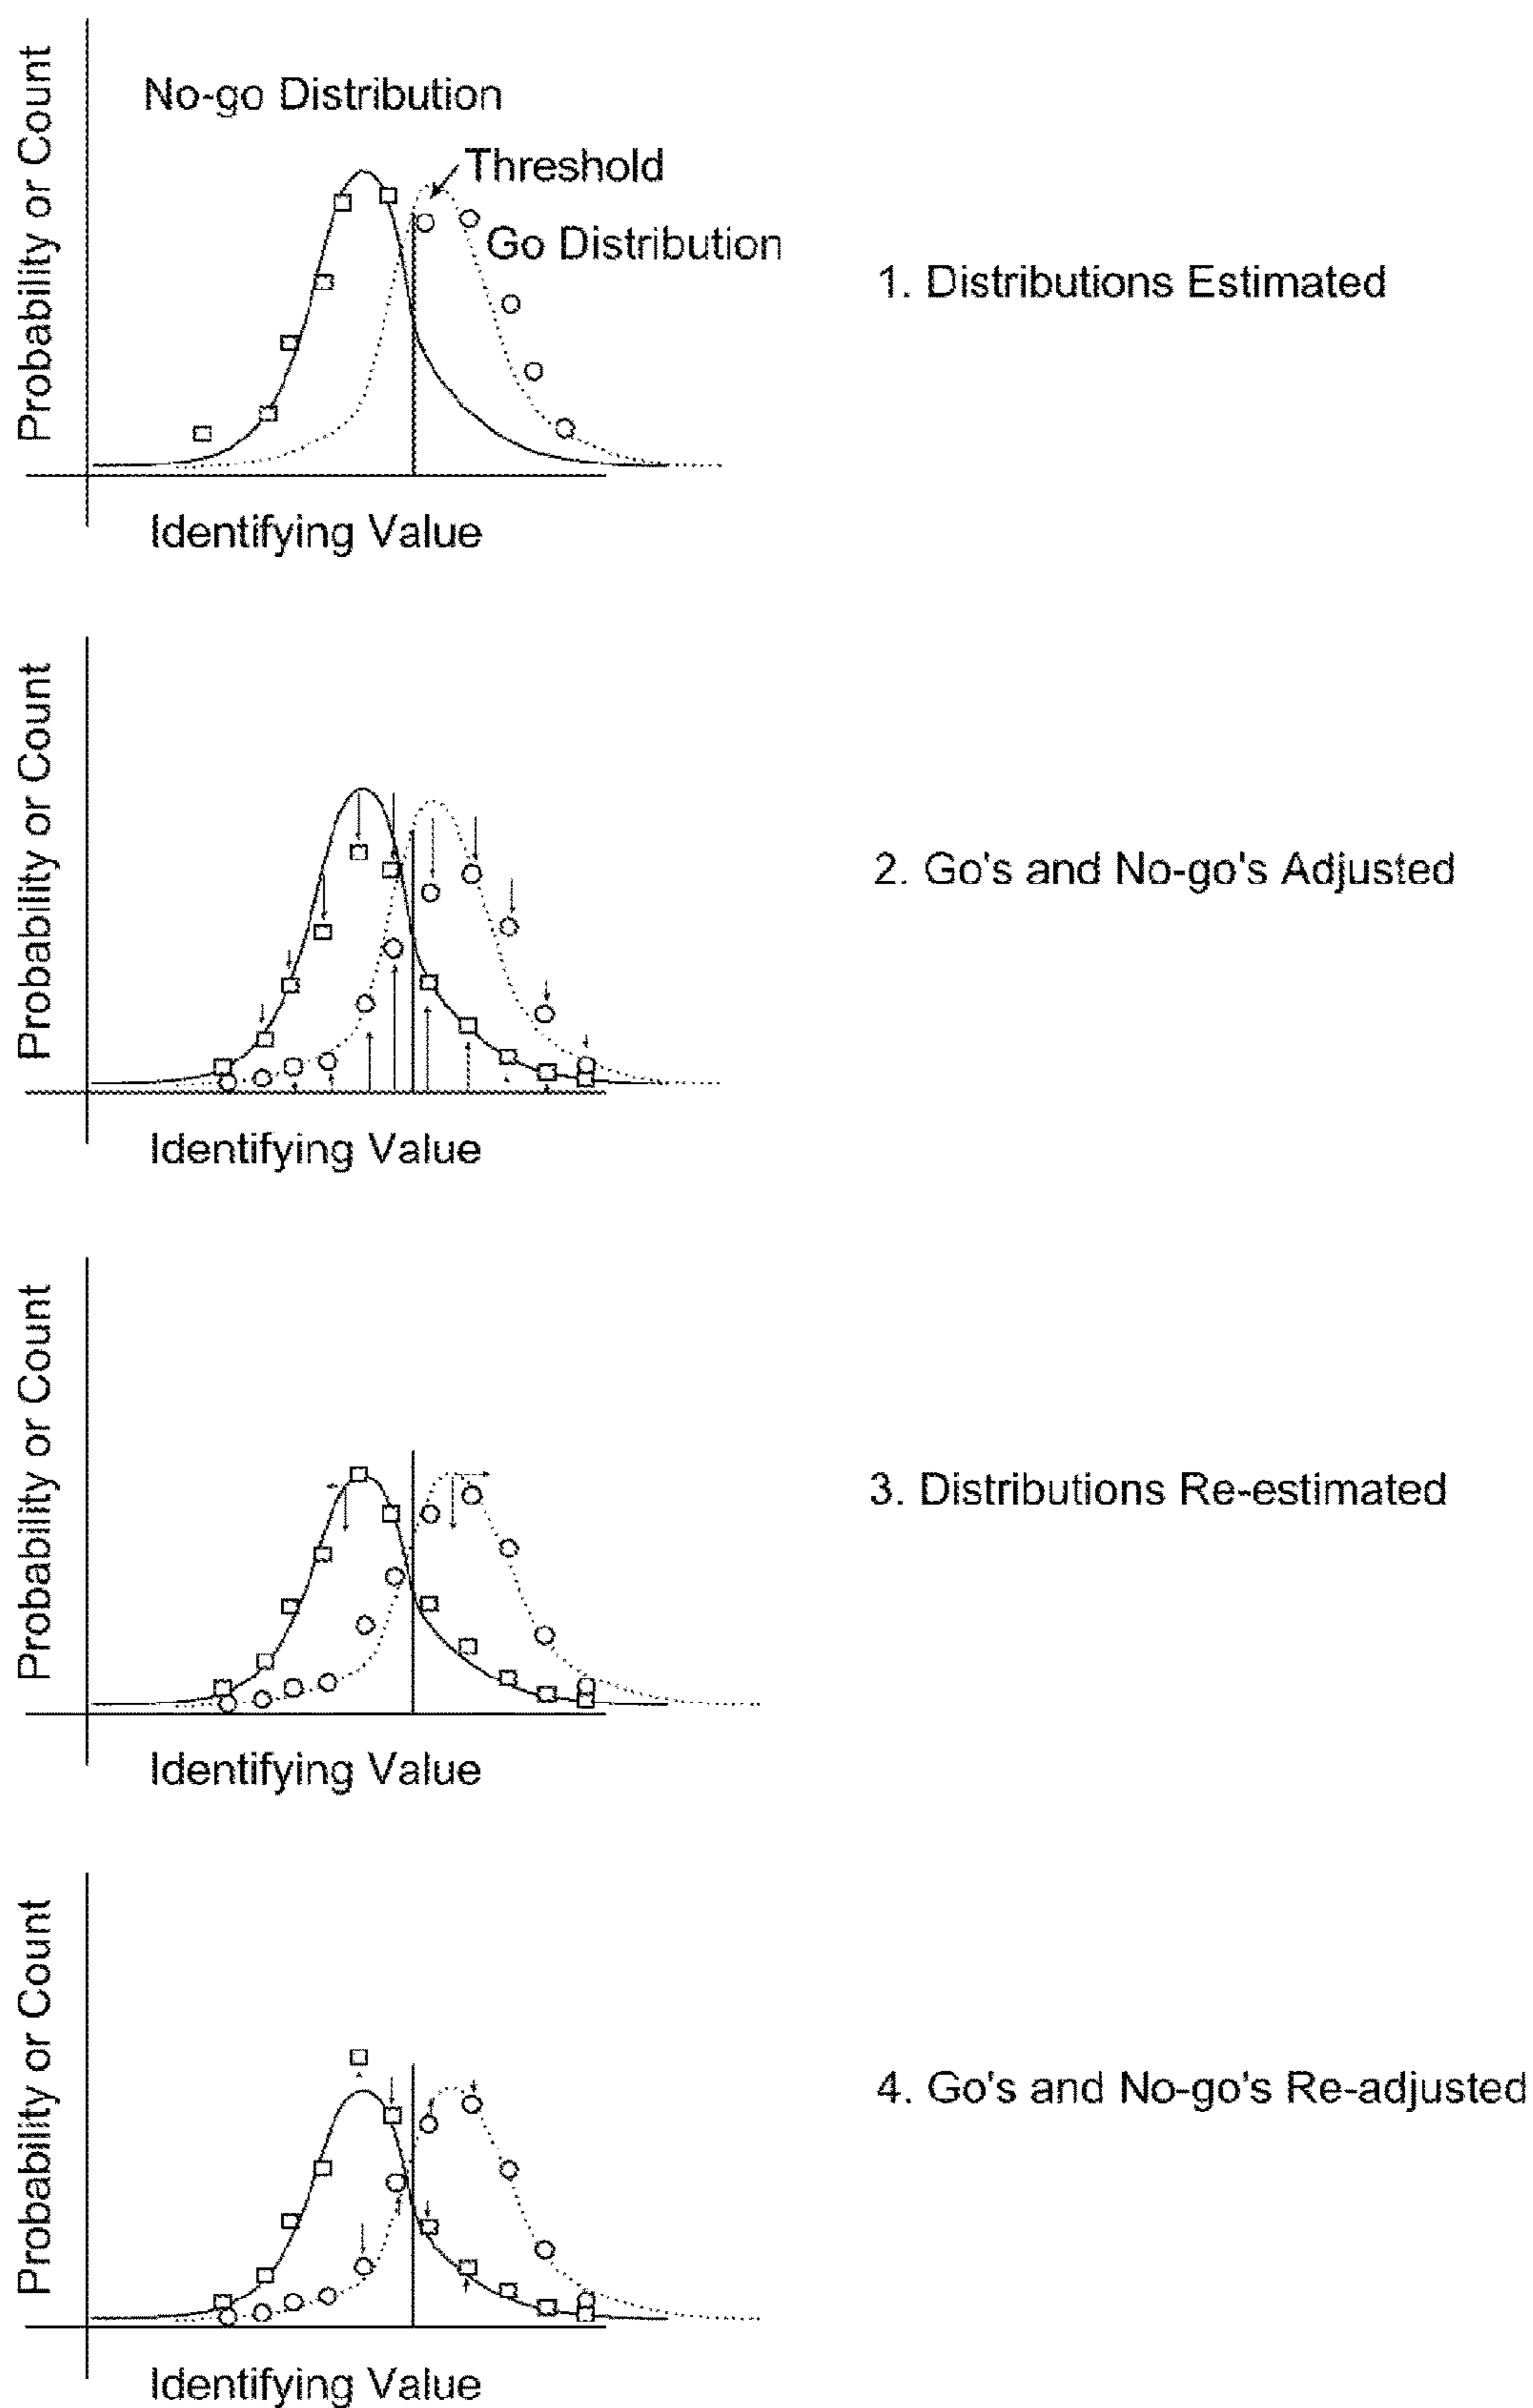 Probability or Count
No-go Distribution
Threshold
Go Distribution
Identifying Value
1. Distributions Estimated
Probability or Count
Identifying Value
2. Go's and No-go's Adjusted
Probability or Count
Identifying Value
3. Distributions Re-estimated
Probability or Count
Identifying Value
4. Go's and No-go's Re-adjusted